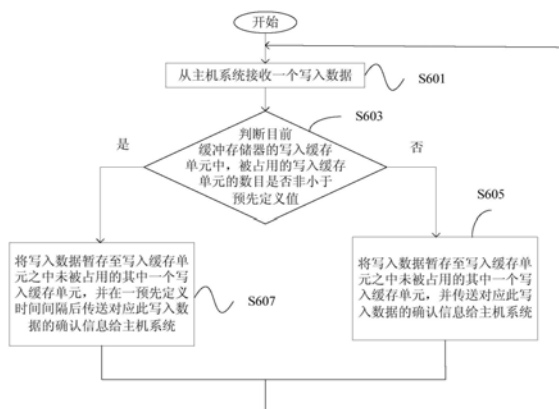 开始
从主机系统接收一个写入数据
S601
S603
判断目前
缓冲存储器的写入缓存
单元中，被占用的写入缓存
单元的数目是否非小于
预先定义值
是
否
S605
将写入数据暂存至写入缓存单
元之中未被占用的其中一个写
入缓存单元，并在一预先定义
时间间隔后传送对应此写入数
据的确认信息给主机系统
S607
将写入数据暂存至写入缓存单
元之中未被占用的其中一个写
入缓存单元，并传送对应此写
入数据的确认信息给主机系统